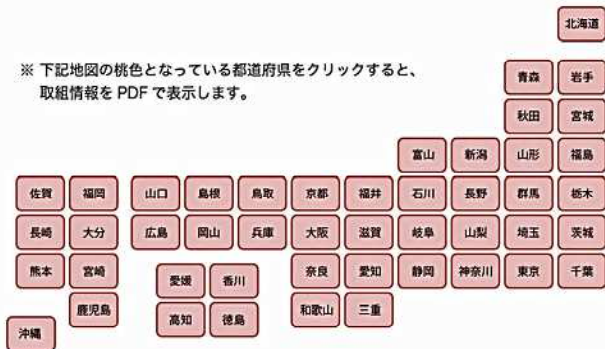 北海道
※ 下記地図の桃色となっている都道府県をクリックすると、
取組情報を PDF で表示します。
青森 岩手
秋田 宮城
富山 新潟 山形 福島
佐賀 福岡 山口 島根 鳥取 京都 福井 石川 長野 群馬 栃木
長崎 大分 広島 岡山 兵庫 大阪 滋賀 岐阜 山梨 埼玉 茨城
熊本 宮崎 愛媛 香川 奈良 愛知 静岡 神奈川 東京 千葉
鹿児島 高知 徳島 和歌山 三重
沖縄